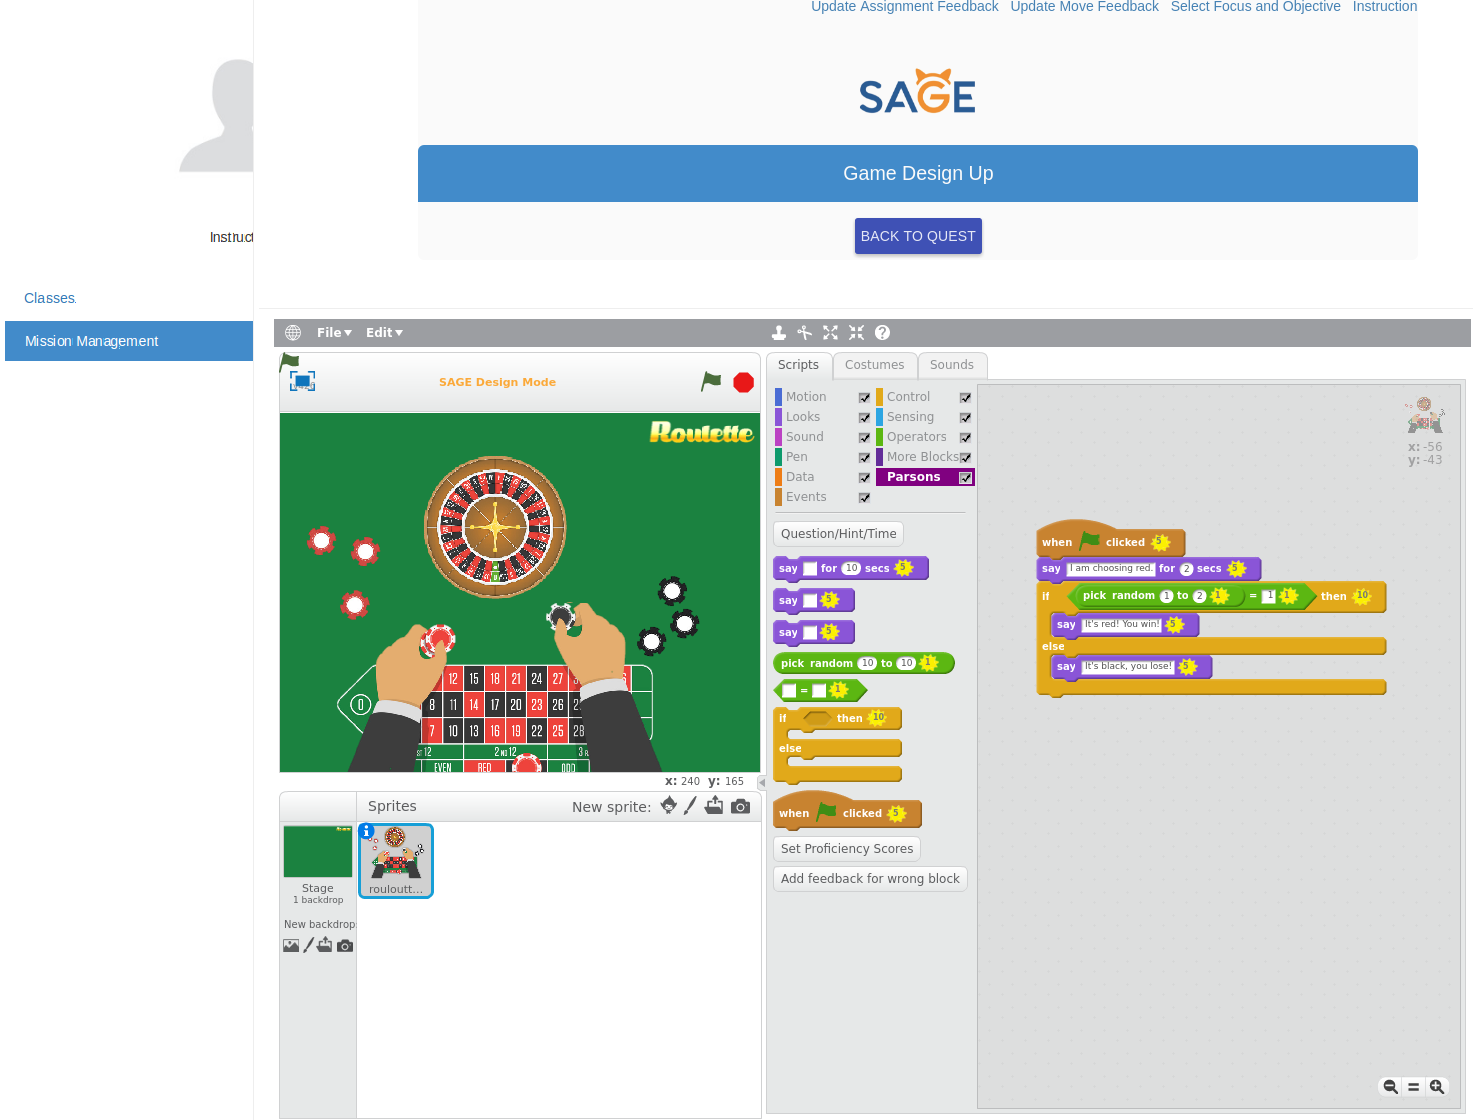 Update Assignment Feedback Update Move Feedback Select Focus and Objective Instruction
SAGE
Game Design Up
BACK TO QUEST
Instruct
Classes.
Mission Management
File Edit
SAGE Design Mode
Roulette
0
12 15 18 21 24 27
8 11 14 17 20 23 26
7 10 13 16 19 22 25 28
2 ND 12
EVEN RED ODD
x: 240 y: 165
Sprites New sprite:
Stage
1 backdrop
New backdrop
rouloutt...
Scripts Costumes Sounds
Motion Control
Looks Sensing
Sound Operators
Pen More Blocks
Data Parsons
Events
Question/Hint/Time
say for 10 secs 5
say 5
say 5
pick random 10 to 10 1
= 1
if then 10
else
when clicked 5
Set Proficiency Scores
Add feedback for wrong block
x: -56
y: -43
when clicked 5
say I am choosing red. for 2 secs 5
if pick random 1 to 2 1 = 1 1 then 10
say It's red! You win! 5
else
say It's black, you lose! 5